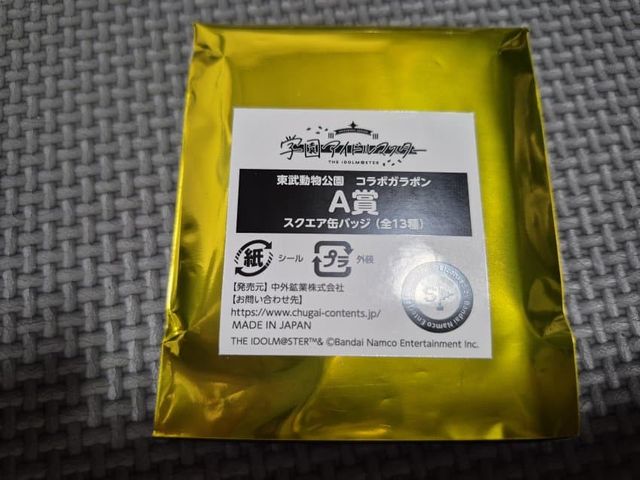 学園アイドルマスター
THE IDOLM@STER
東武動物公園 コラボガラポン
A賞
スクエア缶バッジ（全13種）
紙 シール プラ 外装
【発売元】中外鉱業株式会社
【お問い合わせ先】
https://www.chugai-contents.jp/
MADE IN JAPAN
THE IDOLM@STER™& ©Bandai Namco Entertainment Inc.